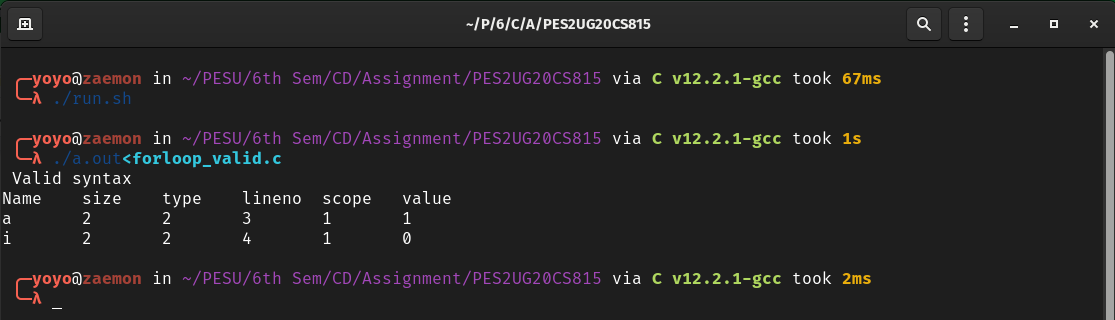 ~/P/6/C/A/PES2UG20CS815
yoyo@zaemon in ~/PESU/6th Sem/CD/Assignment/PES2UG20CS815 via C v12.2.1-gcc took 67ms
λ ./run.sh
yoyo@zaemon in ~/PESU/6th Sem/CD/Assignment/PES2UG20CS815 via C v12.2.1-gcc took 1s
λ ./a.out<forloop_valid.c
Valid syntax
Name size type lineno scope value
a 2 2 3 1 1
i 2 2 4 1 0
yoyo@zaemon in ~/PESU/6th Sem/CD/Assignment/PES2UG20CS815 via C v12.2.1-gcc took 2ms
λ _